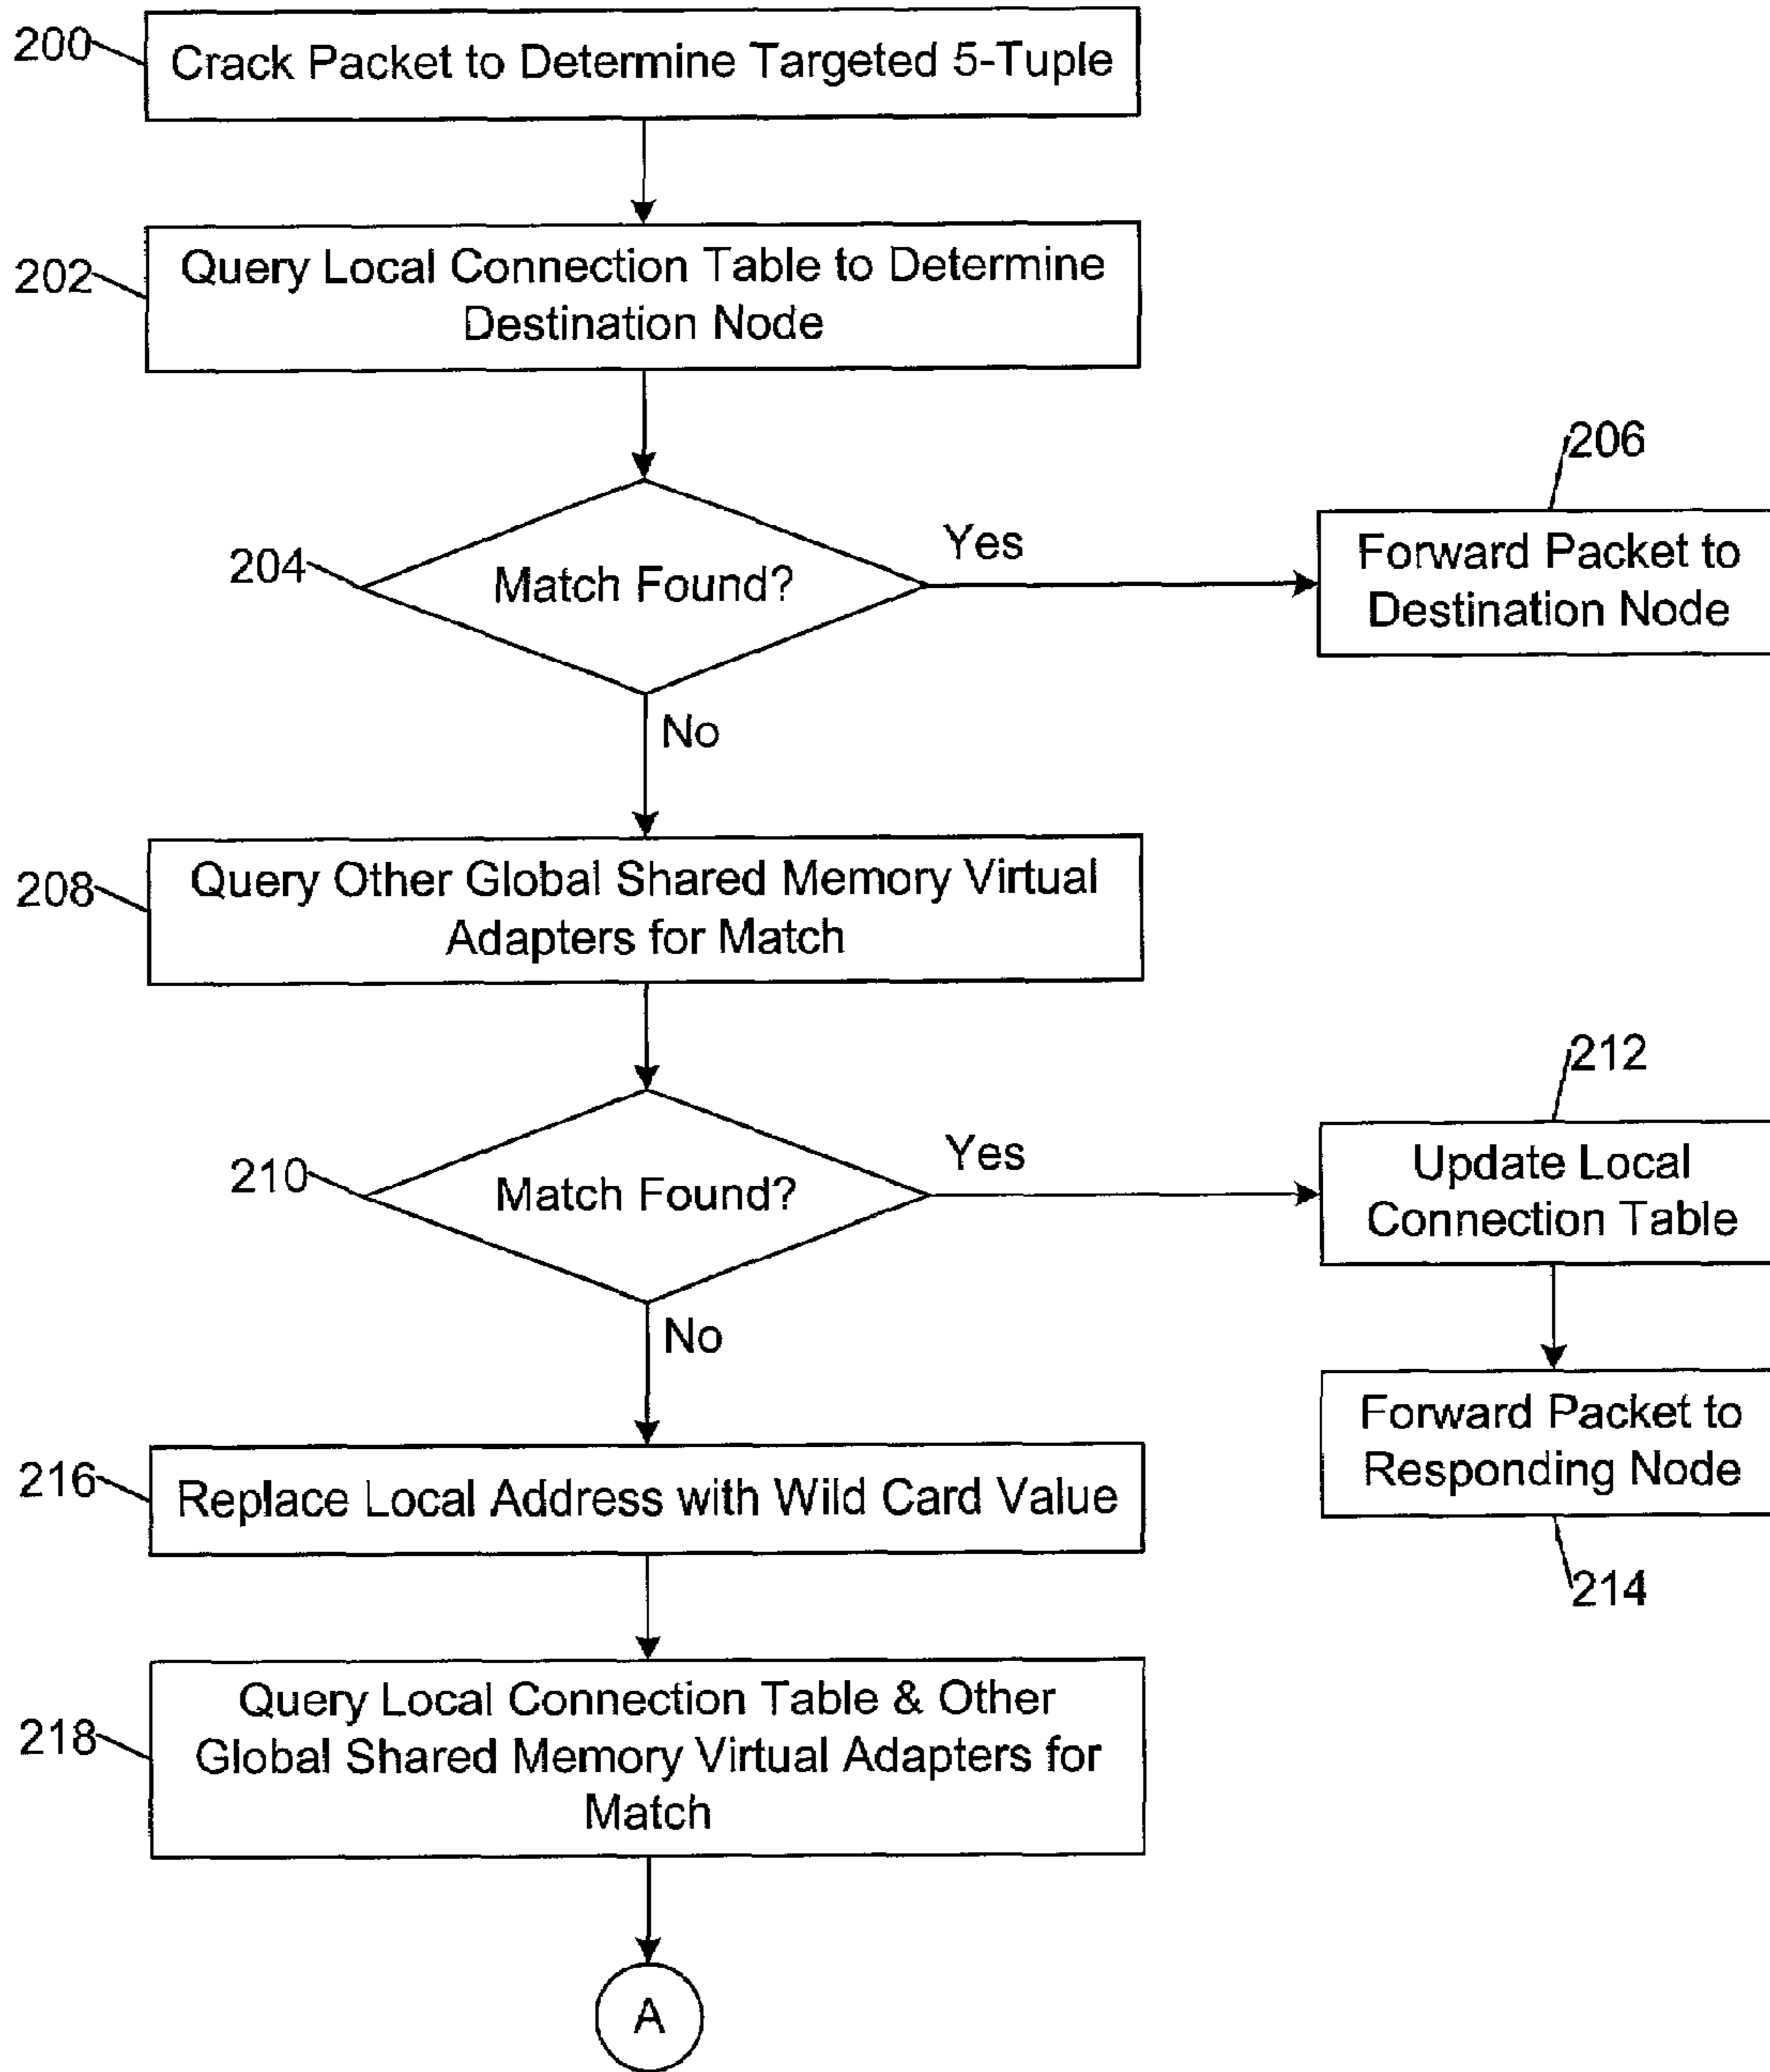 200
Crack Packet to Determine Targeted 5-Tuple
202
Query Local Connection Table to Determine
Destination Node
204
Match Found?
Yes
206
Forward Packet to
Destination Node
No
208
Query Other Global Shared Memory Virtual
Adapters for Match
210
Match Found?
Yes
212
Update Local
Connection Table
Forward Packet to
Responding Node
214
No
216
Replace Local Address with Wild Card Value
218
Query Local Connection Table & Other
Global Shared Memory Virtual Adapters for
Match
A